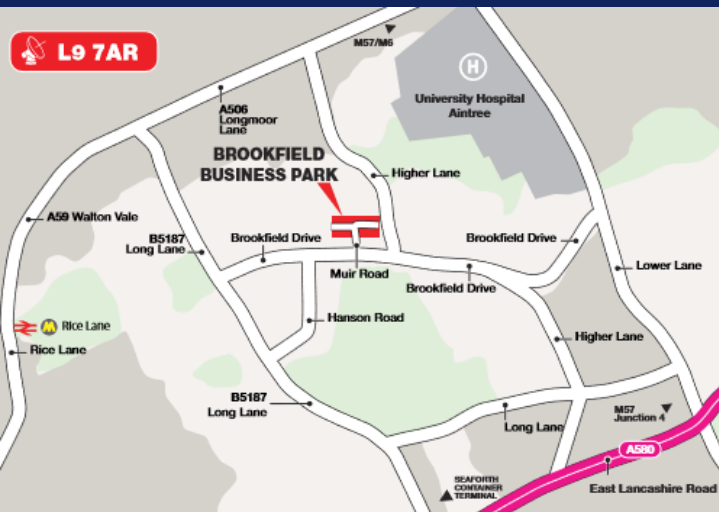 L9 7AR
M57/M6
H
University Hospital
Aintree
A506
Longmoor
Lane
BROOKFIELD
BUSINESS PARK
Higher Lane
A59 Walton Vale
B5187
Long Lane
Brookfield Drive
Brookfield Drive
Muir Road
Brookfield Drive
Lower Lane
Hanson Road
Rice Lane
M
Rice Lane
Higher Lane
B5187
Long Lane
Long Lane
M57
Junction 4
A580
East Lancashire Road
SEAFORTH
CONTAINER
TERMINAL